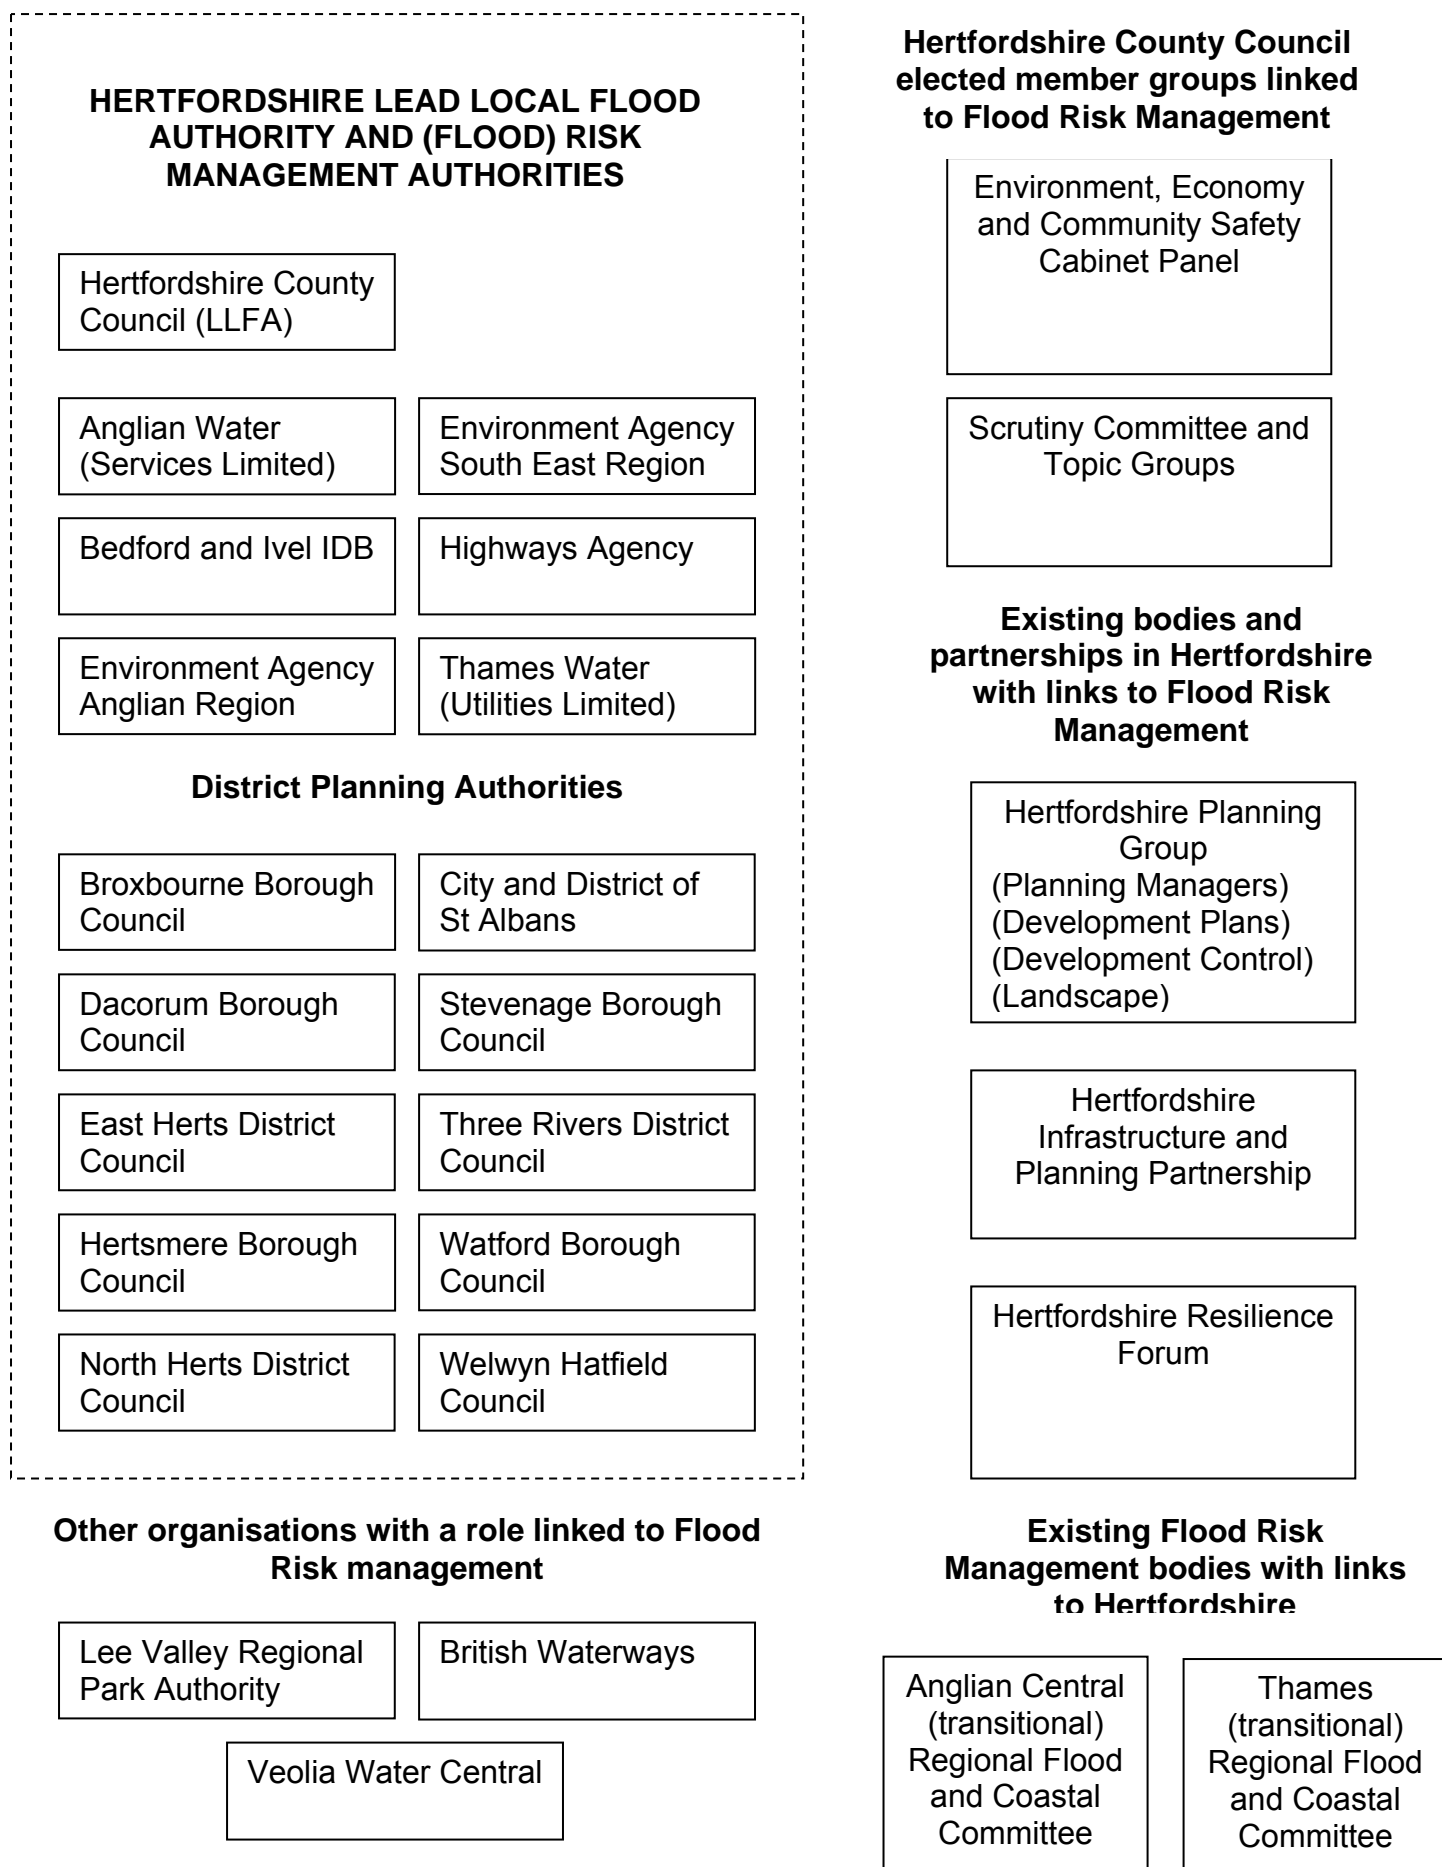 HERTFORDSHIRE LEAD LOCAL FLOOD
AUTHORITY AND (FLOOD) RISK
MANAGEMENT AUTHORITIES
Hertfordshire County
Council (LLFA)
Anglian Water
(Services Limited)
Environment Agency
South East Region
Bedford and Ivel IDB
Highways Agency
Environment Agency
Anglian Region
Thames Water
(Utilities Limited)
District Planning Authorities
Broxbourne Borough
Council
City and District of
St Albans
Dacorum Borough
Council
Stevenage Borough
Council
East Herts District
Council
Three Rivers District
Council
Hertsmere Borough
Council
Watford Borough
Council
North Herts District
Council
Welwyn Hatfield
Council
Other organisations with a role linked to Flood
Risk management
Lee Valley Regional
Park Authority
British Waterways
Veolia Water Central
Hertfordshire County Council
elected member groups linked
to Flood Risk Management
Environment, Economy
and Community Safety
Cabinet Panel
Scrutiny Committee and
Topic Groups
Existing bodies and
partnerships in Hertfordshire
with links to Flood Risk
Management
Hertfordshire Planning
Group
(Planning Managers)
(Development Plans)
(Development Control)
(Landscape)
Hertfordshire
Infrastructure and
Planning Partnership
Hertfordshire Resilience
Forum
Existing Flood Risk
Management bodies with links
to Hertfordshire
Anglian Central
(transitional)
Regional Flood
and Coastal
Committee
Thames
(transitional)
Regional Flood
and Coastal
Committee